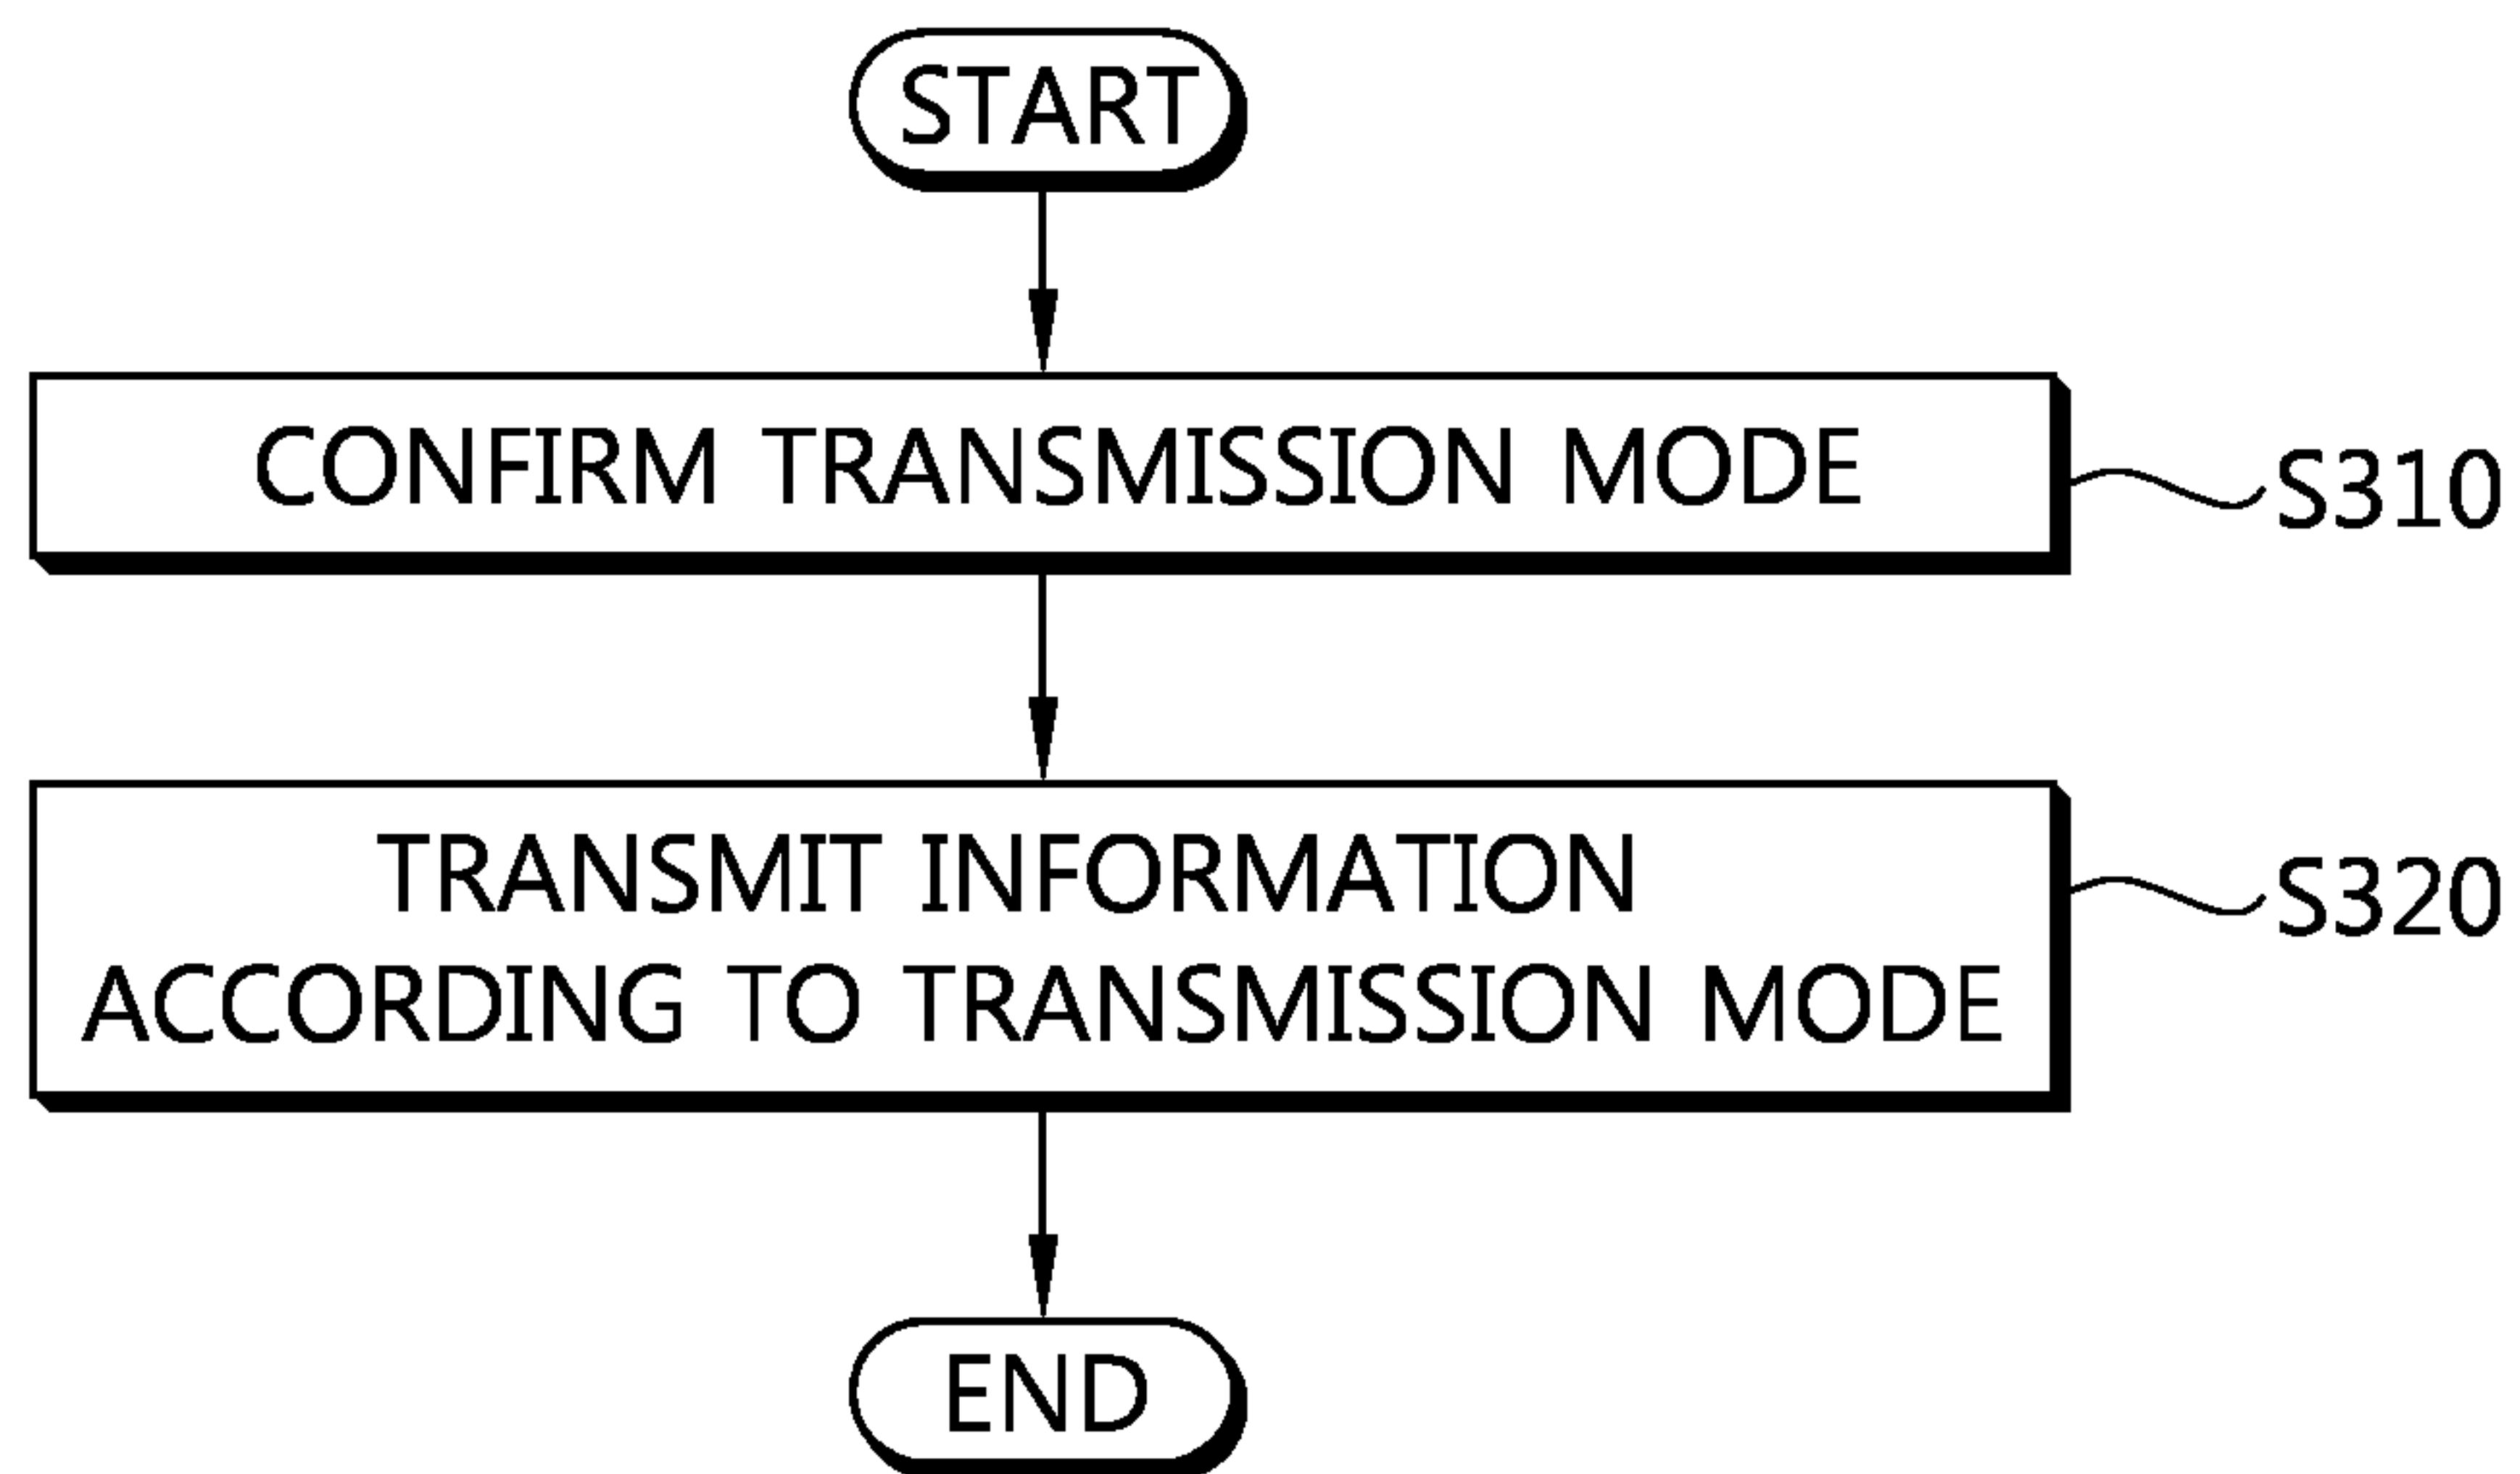 START
CONFIRM TRANSMISSION MODE
S310
TRANSMIT INFORMATION
ACCORDING TO TRANSMISSION MODE
S320
END